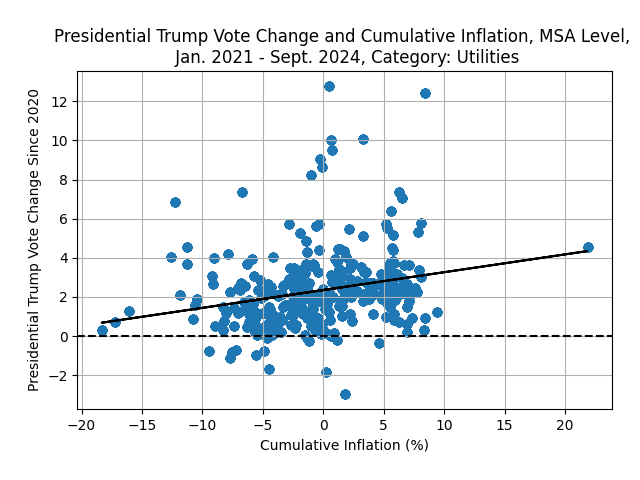 Presidential Trump Vote Change and Cumulative Inflation, MSA Level,
Jan. 2021 - Sept. 2024, Category: Utilities
Presidential Trump Vote Change Since 2020
12
10
8
6
4
2
0
−2
−20 −15 −10 −5 0 5 10 15 20
Cumulative Inflation (%)